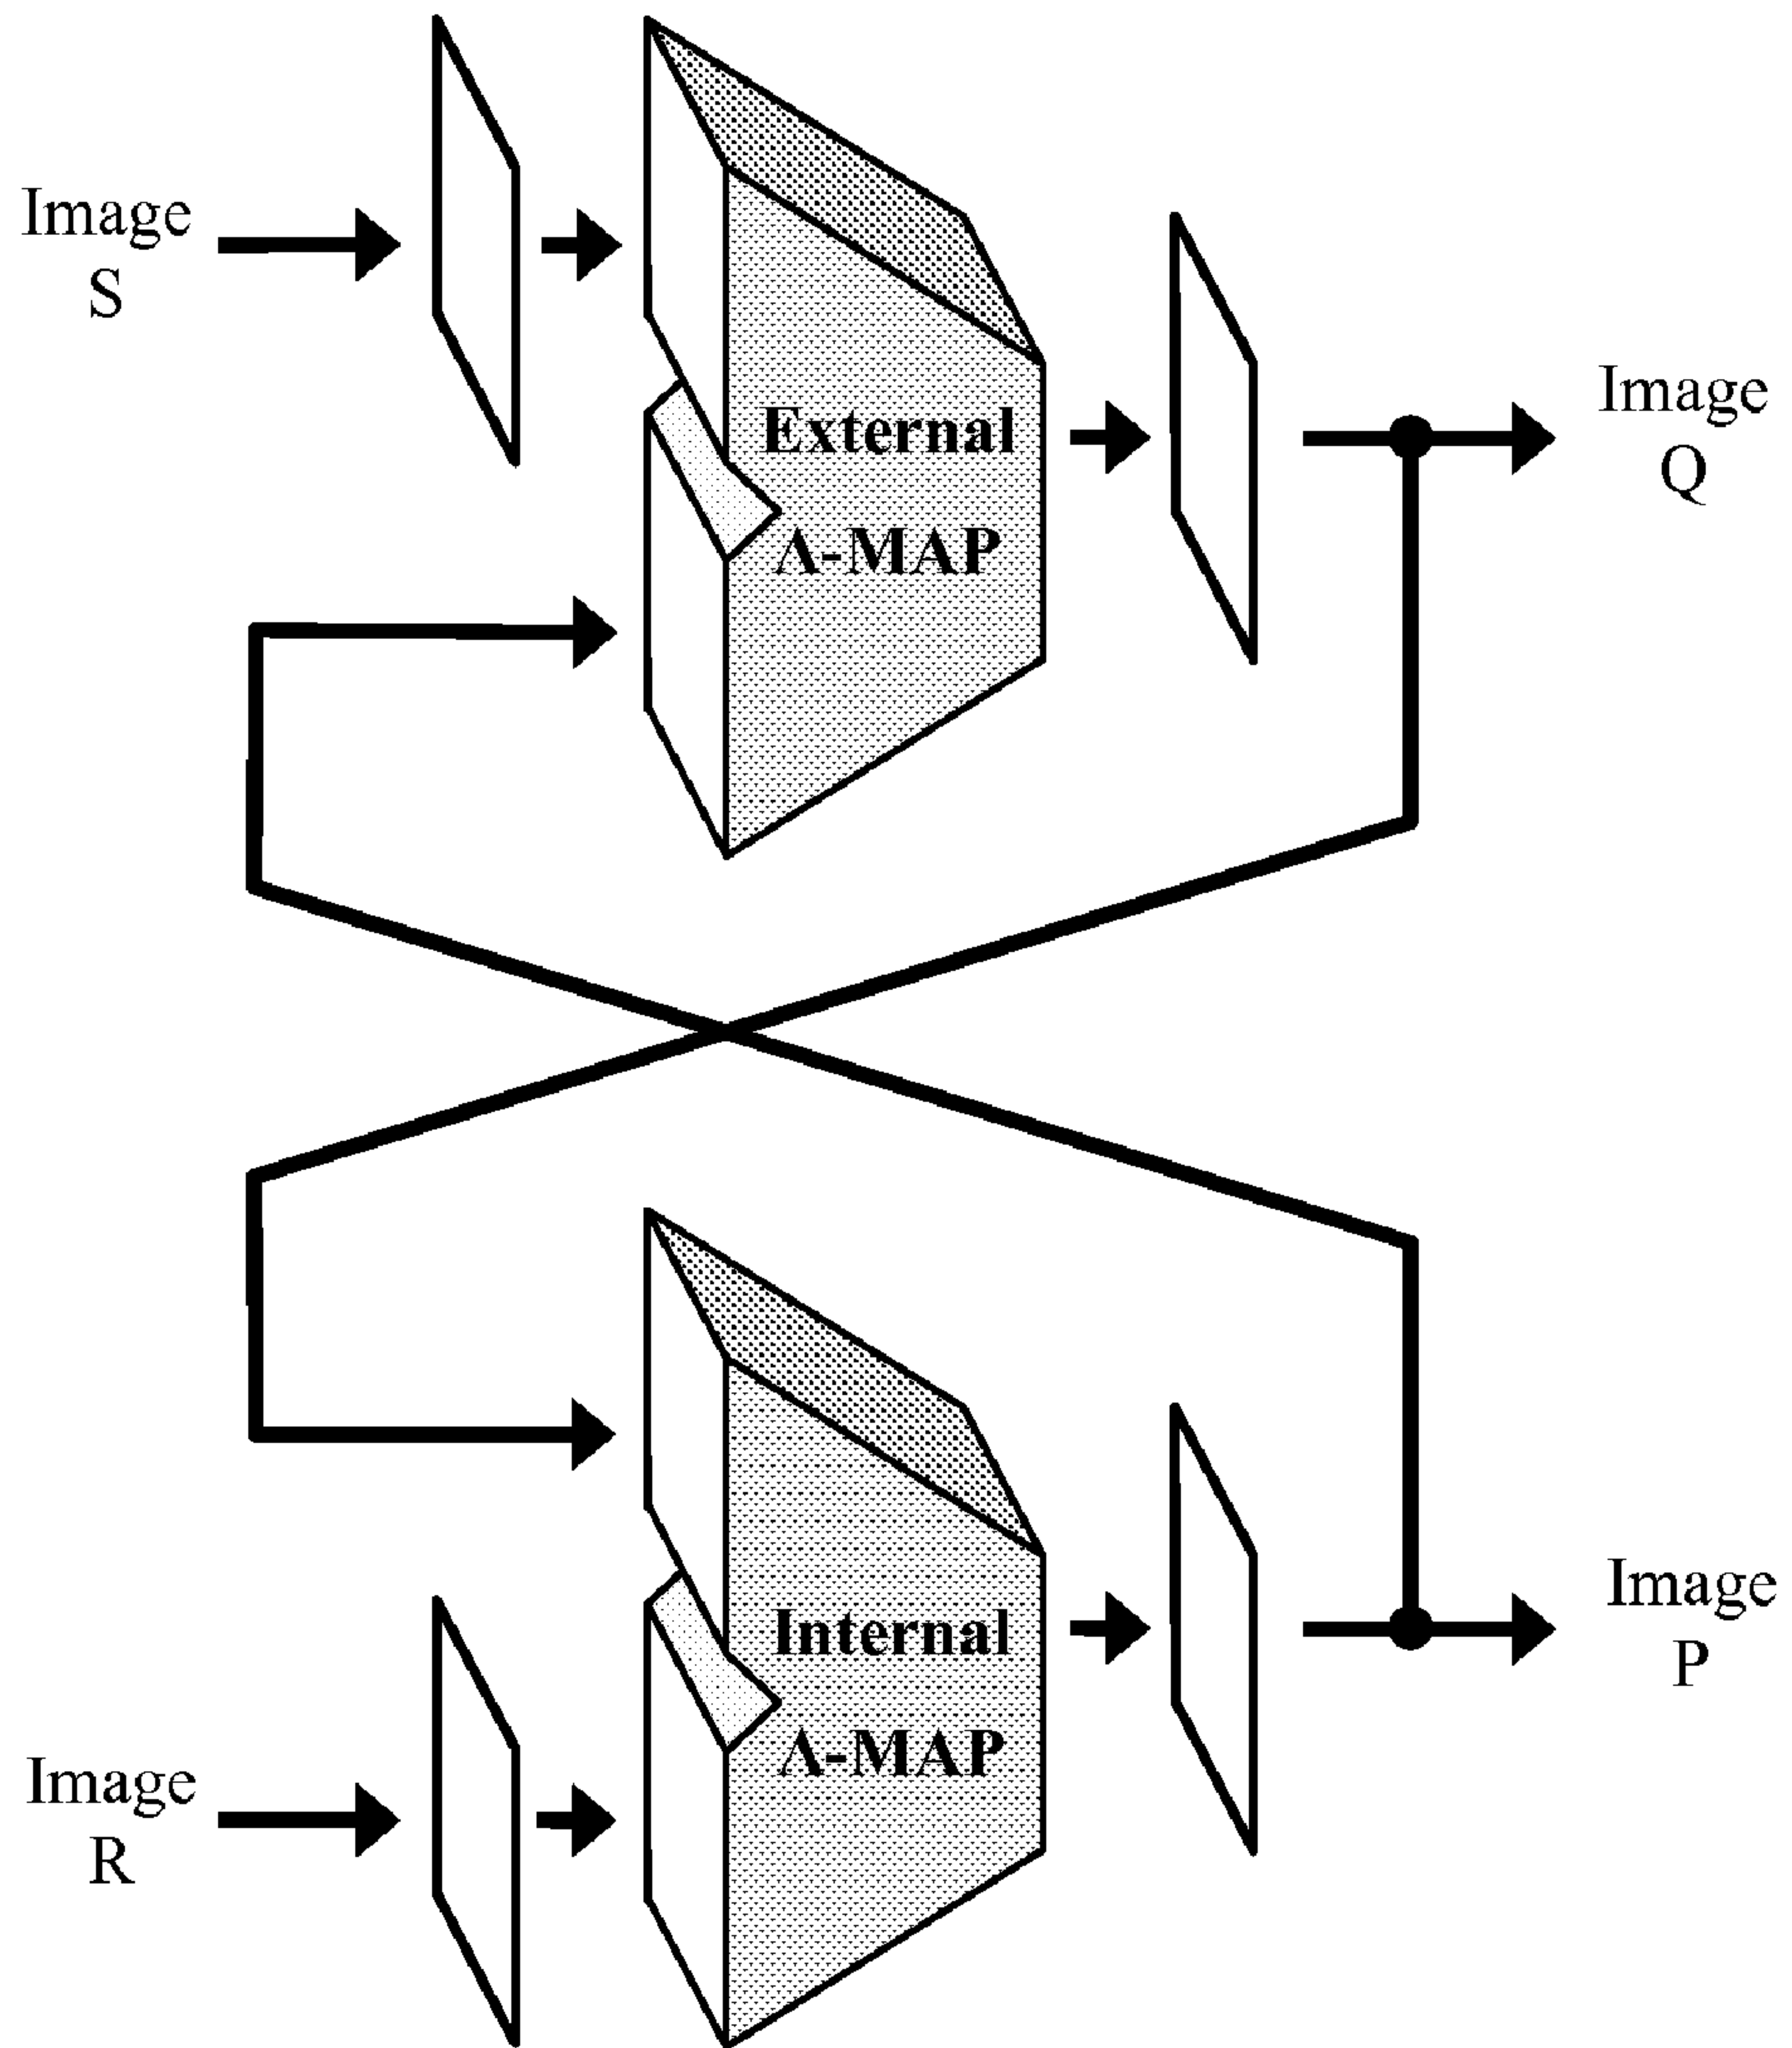 Image
S
External
Λ-MAP
Image
Q
Internal
Λ-MAP
Image
P
Image
R